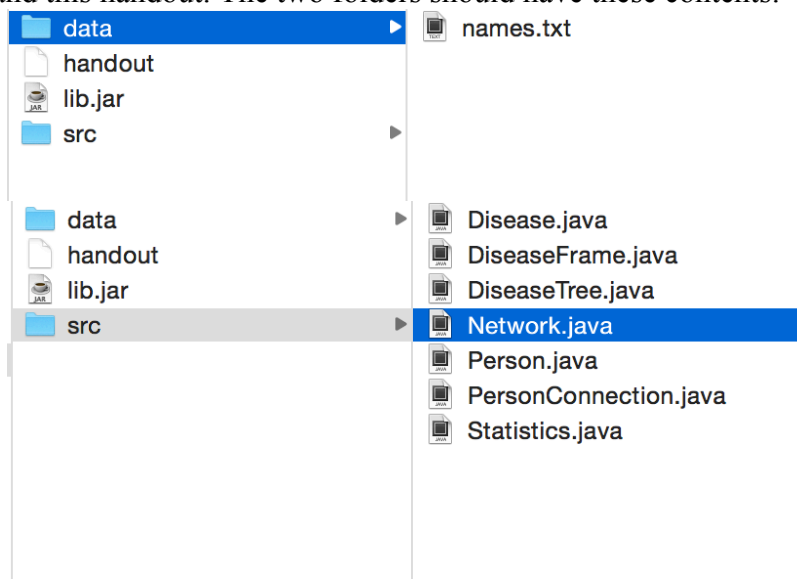 and this handout. The two folders should have these contents:
data names.txt
handout
lib.jar
src
data Disease.java
handout DiseaseFrame.java
lib.jar DiseaseTree.java
src Network.java
Person.java
PersonConnection.java
Statistics.java